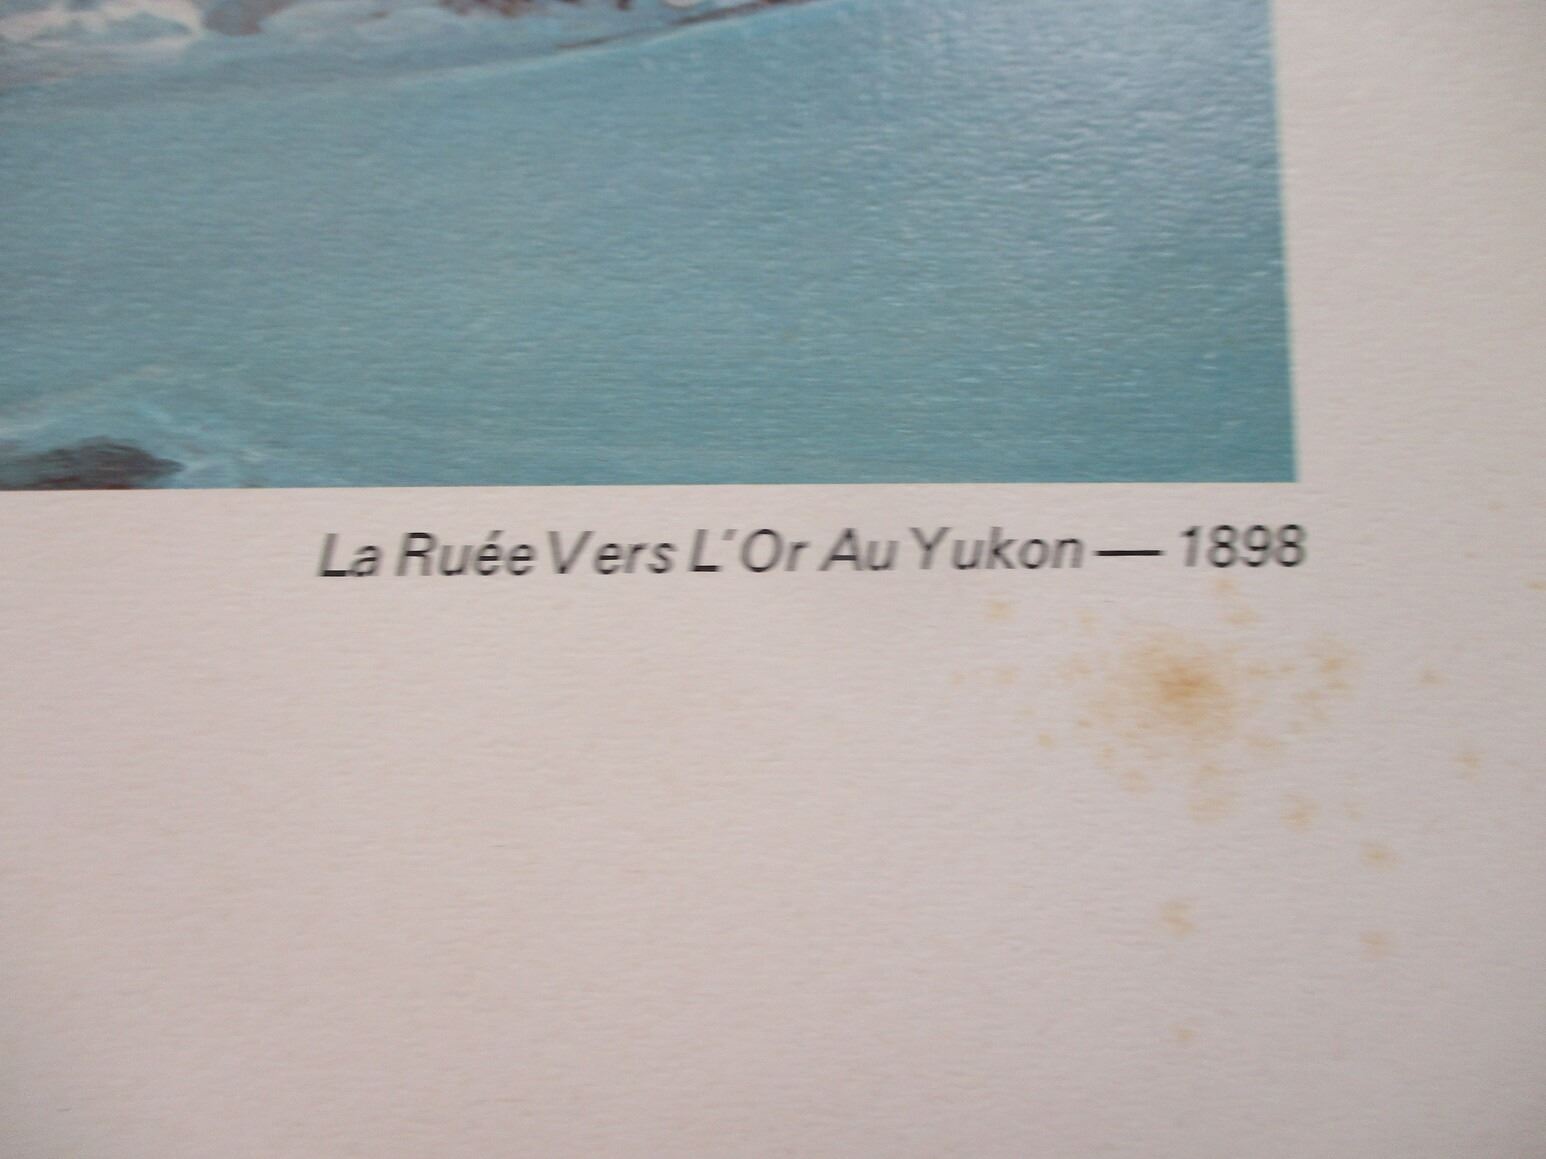 La Ruée Vers L'Or Au Yukon — 1898